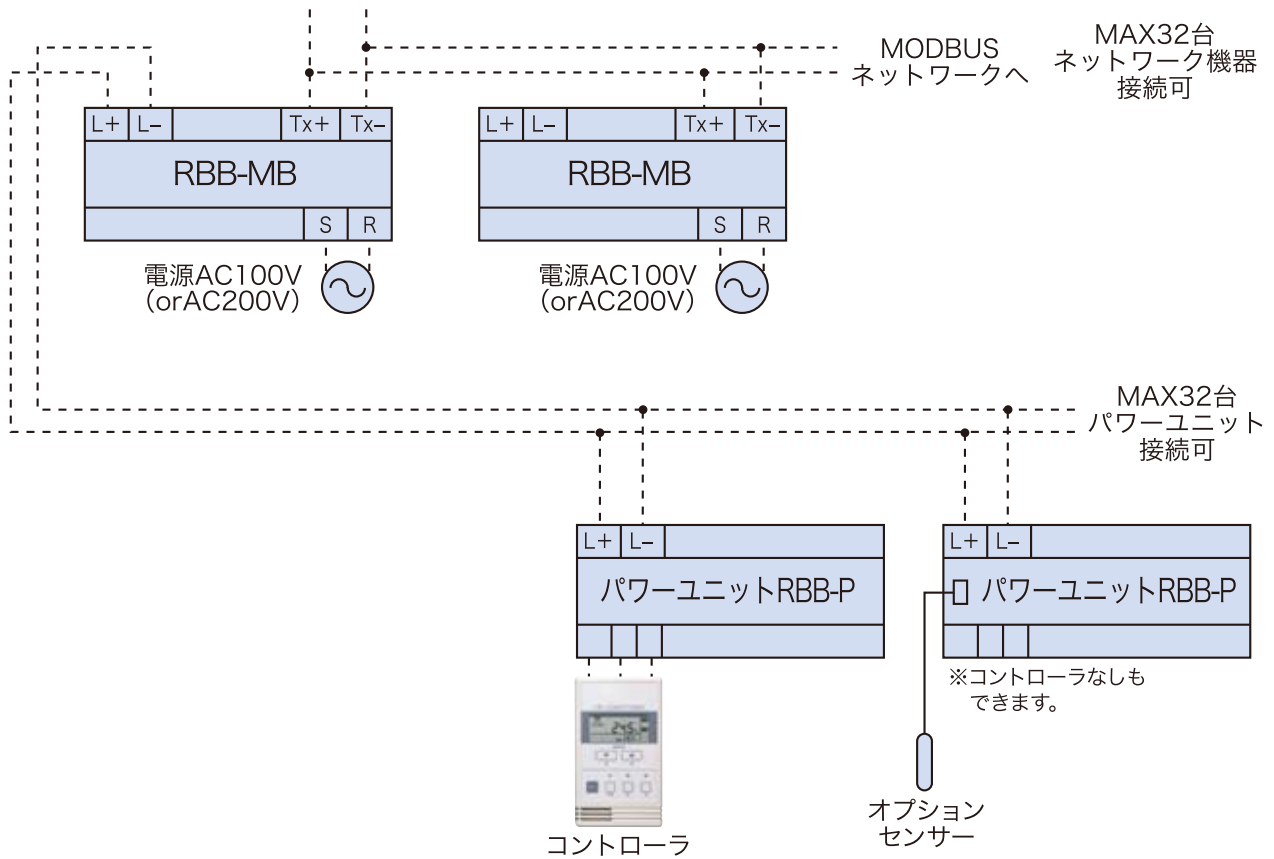 MODBUS
ネットワークへ
MAX32台
ネットワーク機器
接続可
L+ L− Tx+ Tx−
RBB-MB
S R
電源AC100V
(orAC200V)
L+ L− Tx+ Tx−
RBB-MB
S R
電源AC100V
(orAC200V)
MAX32台
パワーユニット
接続可
L+ L−
パワーユニットRBB-P
L+ L−
パワーユニットRBB-P
※コントローラなしも
できます。
コントローラ
オプション
センサー